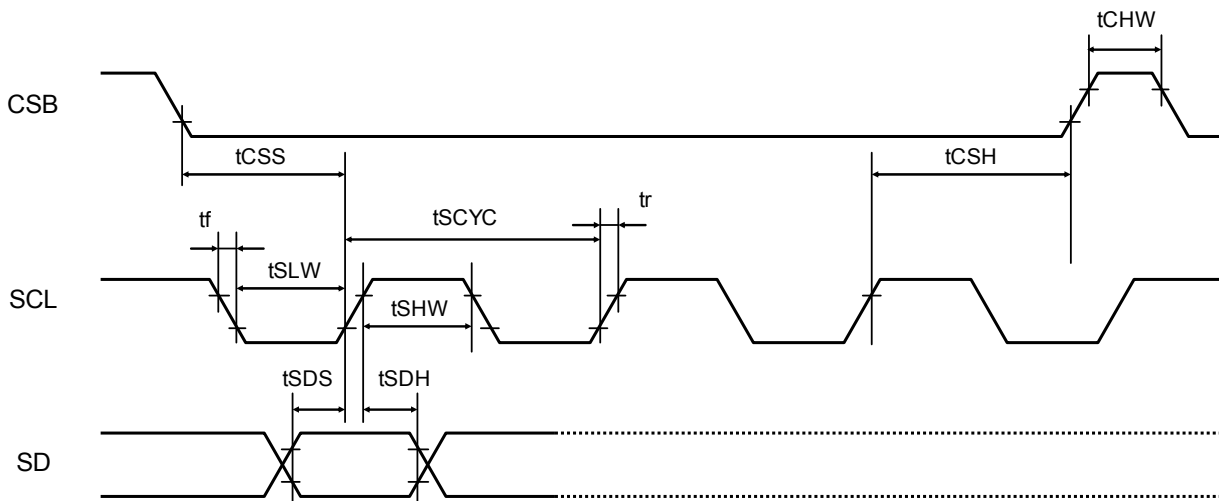 tCHW
CSB
tCSS
tCSH
tf
tSCYC
tr
tSLW
SCL
tSHW
tSDS
tSDH
SD